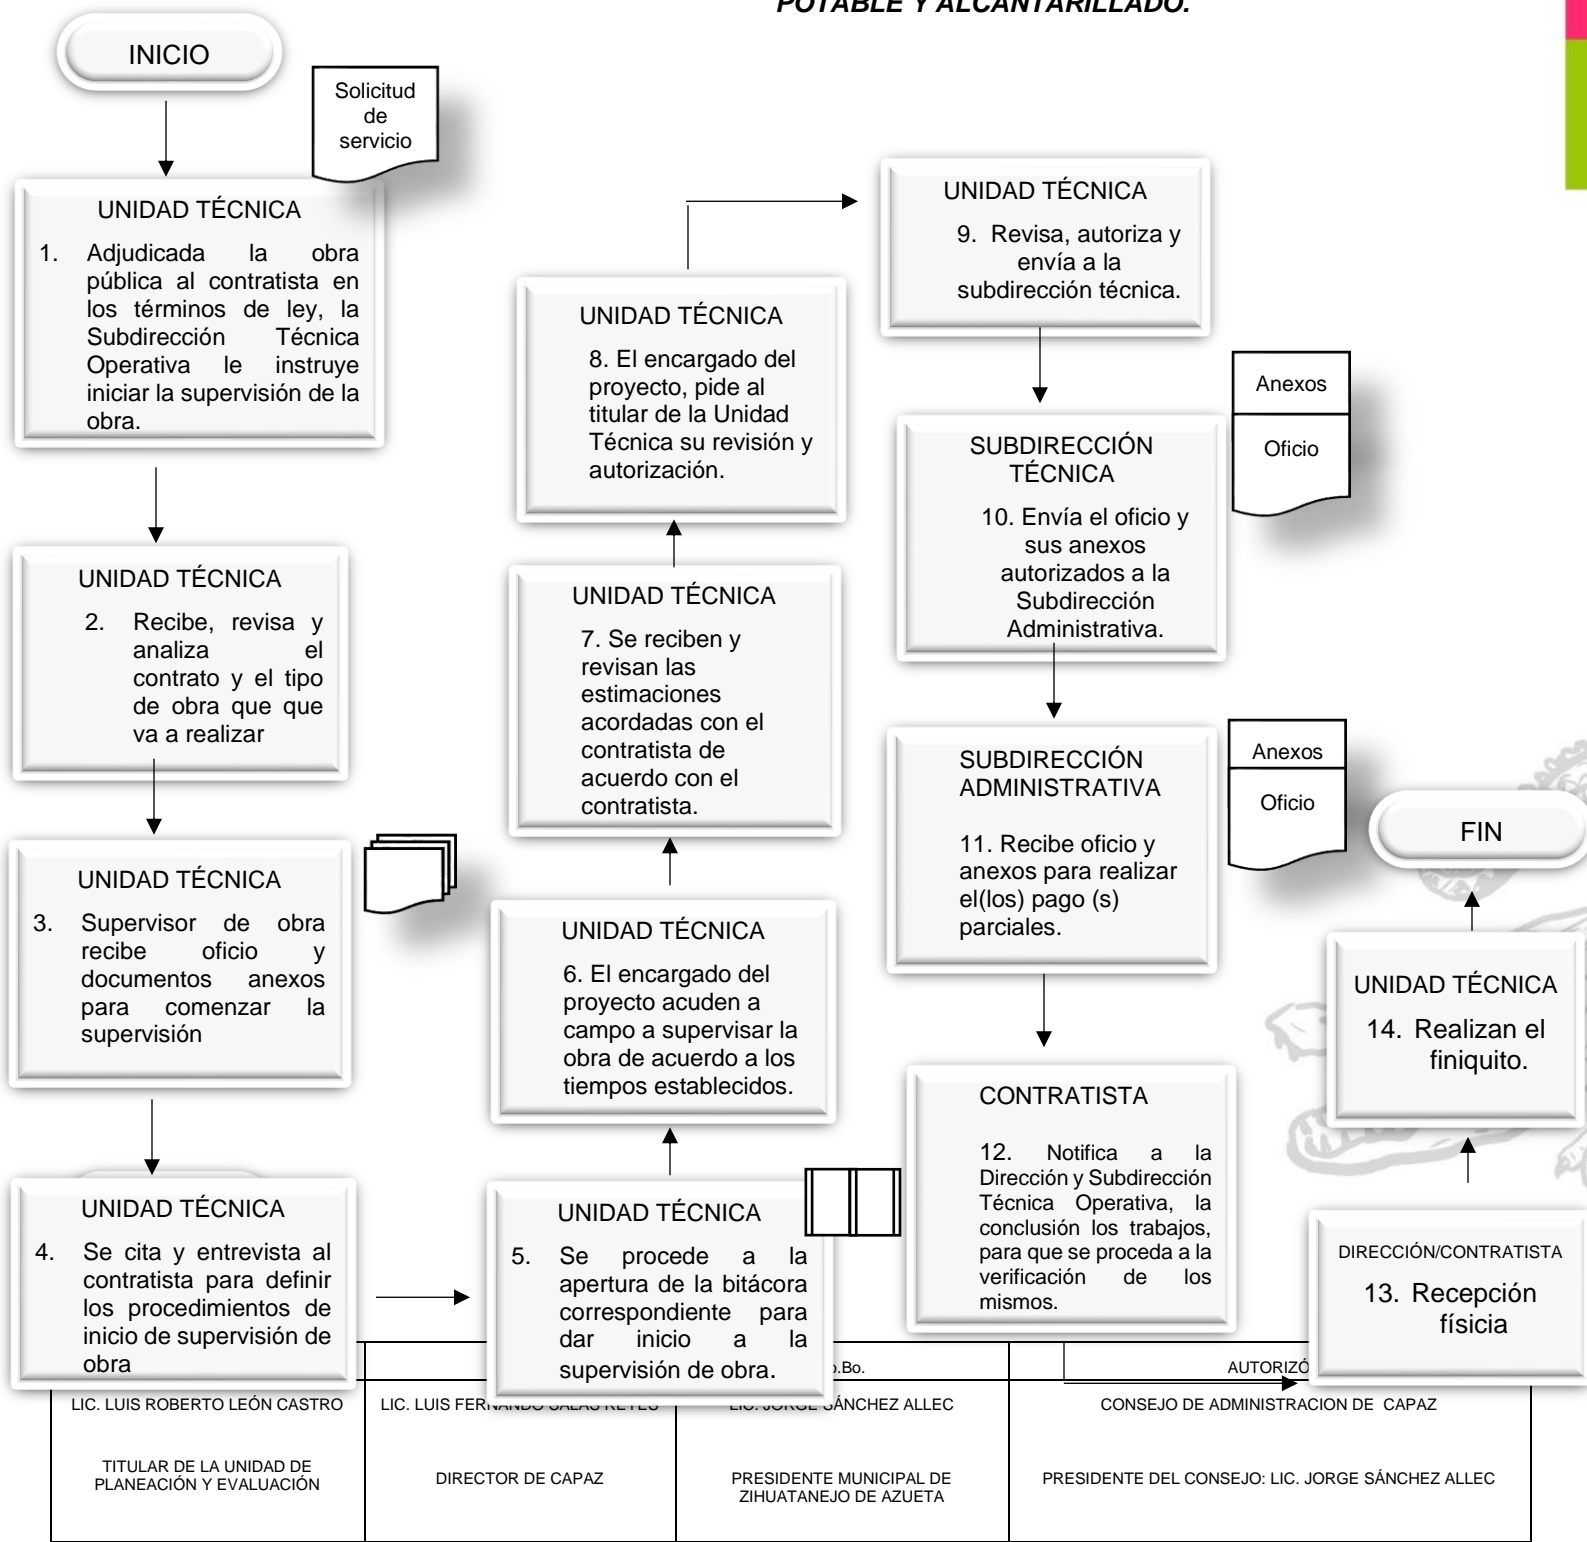 POTABLE Y ALCANTARILLADO.
INICIO
Solicitud
de
servicio
UNIDAD TÉCNICA
1. Adjudicada la obra
pública al contratista en
los términos de ley, la
Subdirección Técnica
Operativa le instruye
iniciar la supervisión de la
obra.
UNIDAD TÉCNICA
2. Recibe, revisa y
analiza el
contrato y el tipo
de obra que que
va a realizar
UNIDAD TÉCNICA
3. Supervisor de obra
recibe oficio y
documentos anexos
para comenzar la
supervisión
UNIDAD TÉCNICA
4. Se cita y entrevista al
contratista para definir
los procedimientos de
inicio de supervisión de
obra
UNIDAD TÉCNICA
5. Se procede a la
apertura de la bitácora
correspondiente para
dar inicio a la
supervisión de obra.
UNIDAD TÉCNICA
6. El encargado del
proyecto acuden a
campo a supervisar la
obra de acuerdo a los
tiempos establecidos.
UNIDAD TÉCNICA
7. Se reciben y
revisan las
estimaciones
acordadas con el
contratista de
acuerdo con el
contratista.
UNIDAD TÉCNICA
8. El encargado del
proyecto, pide al
titular de la Unidad
Técnica su revisión y
autorización.
UNIDAD TÉCNICA
9. Revisa, autoriza y
envía a la
subdirección técnica.
Anexos
Oficio
SUBDIRECCIÓN
TÉCNICA
10. Envía el oficio y
sus anexos
autorizados a la
Subdirección
Administrativa.
Anexos
Oficio
SUBDIRECCIÓN
ADMINISTRATIVA
11. Recibe oficio y
anexos para realizar
el(los) pago (s)
parciales.
CONTRATISTA
12. Notifica a la
Dirección y Subdirección
Técnica Operativa, la
conclusión los trabajos,
para que se proceda a la
verificación de los
mismos.
DIRECCIÓN/CONTRATISTA
13. Recepción
físicia
UNIDAD TÉCNICA
14. Realizan el
finiquito.
FIN
.Bo.
AUTORIZÓ
LIC. LUIS ROBERTO LEÓN CASTRO
LIC. LUIS FERNANDO SALAS REYES
LIC. JORGE SÁNCHEZ ALLEC
CONSEJO DE ADMINISTRACION DE CAPAZ
TITULAR DE LA UNIDAD DE
PLANEACIÓN Y EVALUACIÓN
DIRECTOR DE CAPAZ
PRESIDENTE MUNICIPAL DE
ZIHUATANEJO DE AZUETA
PRESIDENTE DEL CONSEJO: LIC. JORGE SÁNCHEZ ALLEC